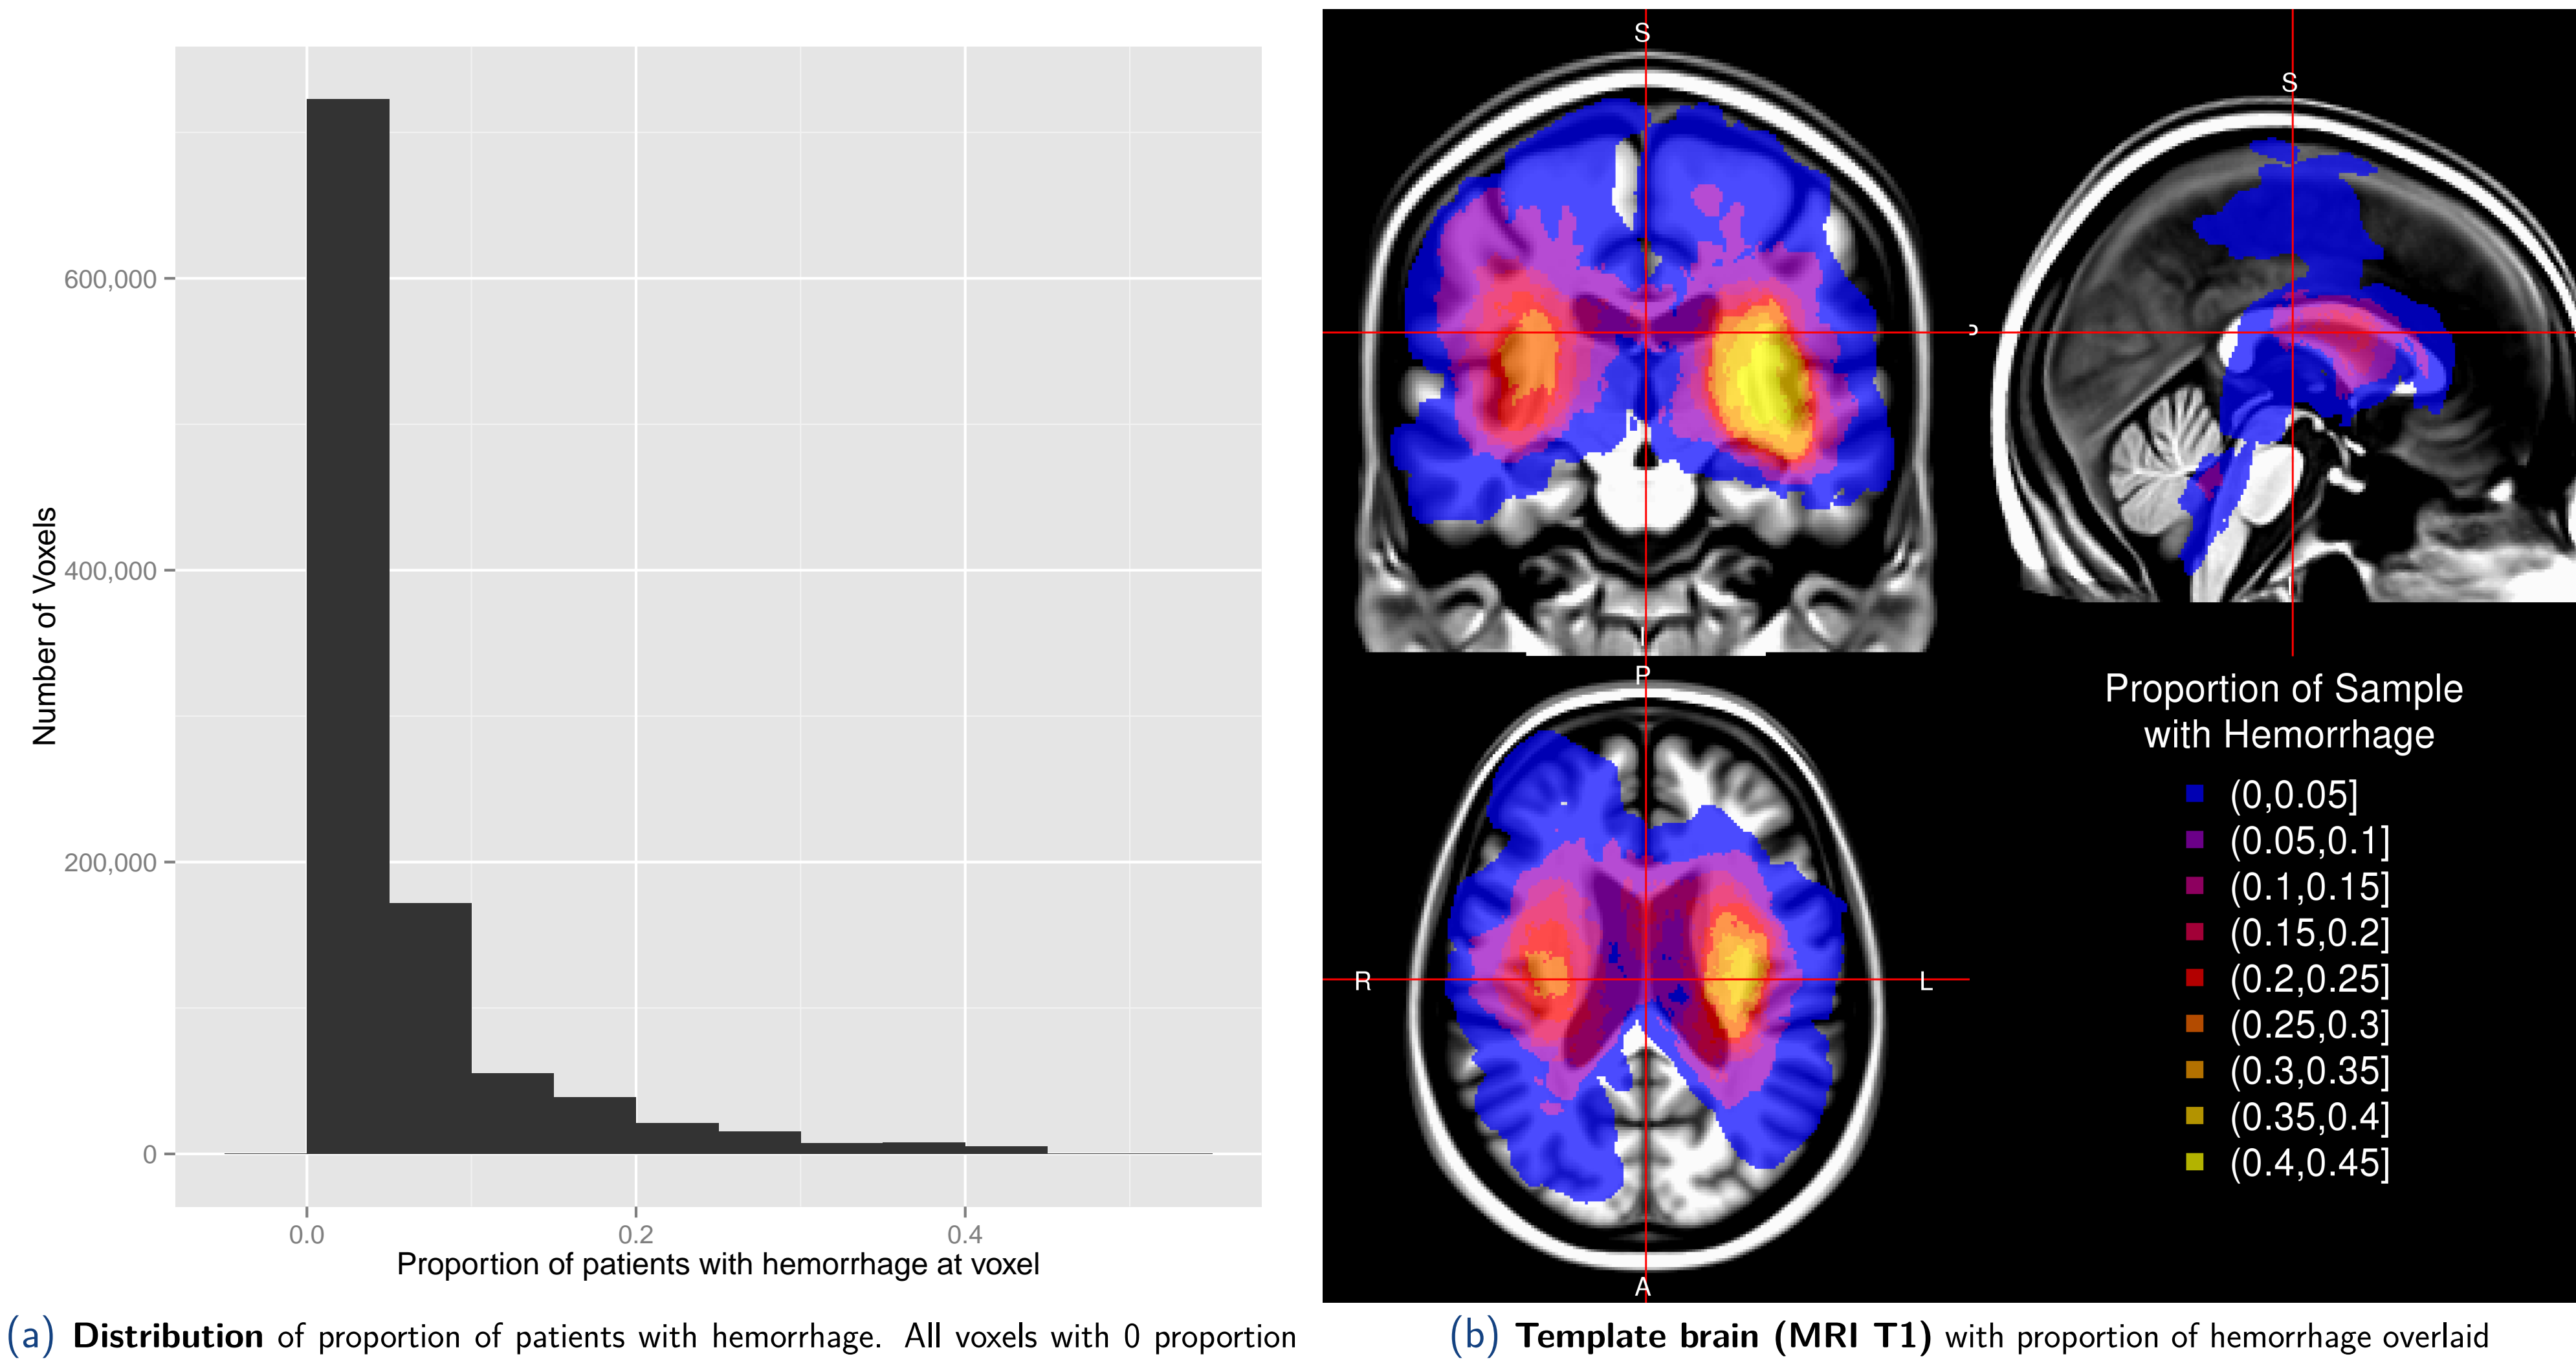 600,000
400,000
200,000
0
Number of Voxels
0.0 0.2 0.4
Proportion of patients with hemorrhage at voxel
(a) Distribution of proportion of patients with hemorrhage. All voxels with 0 proportion
S
I
S
P
P
R
L
A
Proportion of Sample
with Hemorrhage
(0,0.05]
(0.05,0.1]
(0.1,0.15]
(0.15,0.2]
(0.2,0.25]
(0.25,0.3]
(0.3,0.35]
(0.35,0.4]
(0.4,0.45]
(b) Template brain (MRI T1) with proportion of hemorrhage overlaid